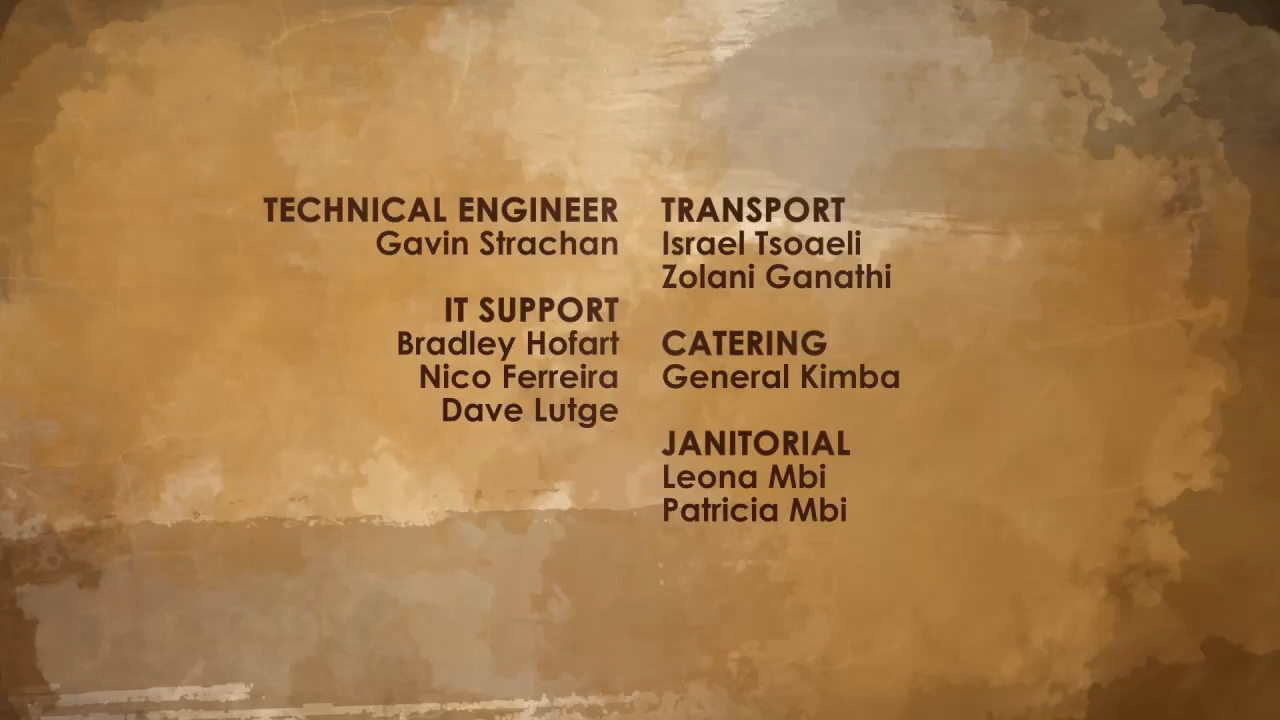 TECHNICAL ENGINEER
Gavin Strachan
IT SUPPORT
Bradley Hofart
Nico Ferreira
Dave Lutge
TRANSPORT
Israel Tsoaeli
Zolani Ganathi
CATERING
General Kimba
JANITORIAL
Leona Mbi
Patricia Mbi